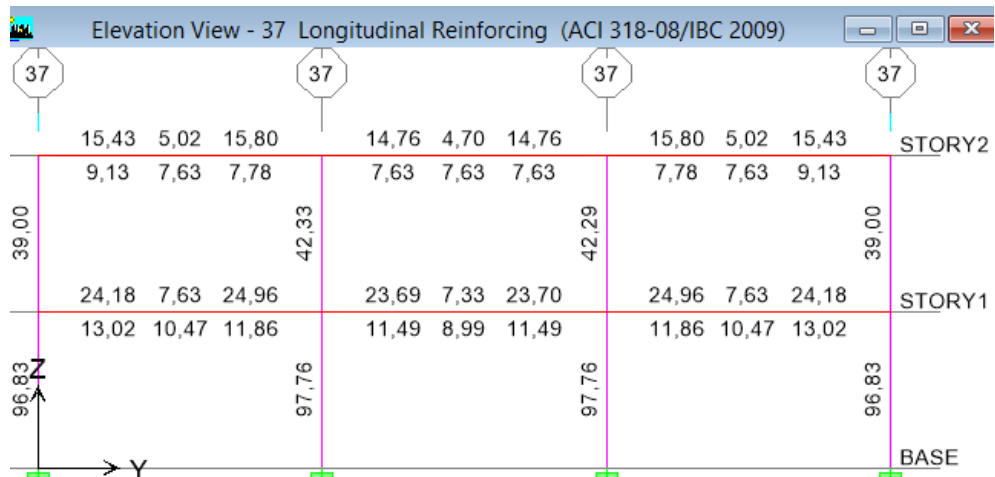 Elevation View - 37 Longitudinal Reinforcing (ACI 318-08/IBC 2009)
37 37 37 37
15,43 5,02 15,80 14,76 4,70 14,76 15,80 5,02 15,43
STORY2
9,13 7,63 7,78 7,63 7,63 7,63 7,78 7,63 9,13
39,00 42,33 42,29 39,00
24,18 7,63 24,96 23,69 7,33 23,70 24,96 7,63 24,18
STORY1
13,02 10,47 11,86 11,49 8,99 11,49 11,86 10,47 13,02
96,83 97,76 97,76 96,83
Z
Y
BASE